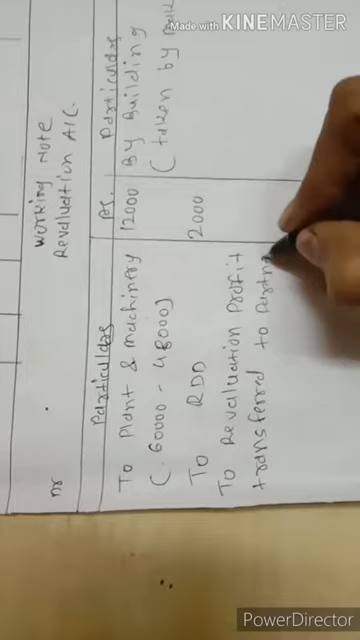 Working Note
Revaluation A/C.
Dr
Particulars Rs. Particulars
To Plant & Machinery 12000 By Building
(60000 - 48000) (taken by
To RDD 2000
To Revaluation Profit
transferred to Partn
Made with KINEMASTER
PowerDirector